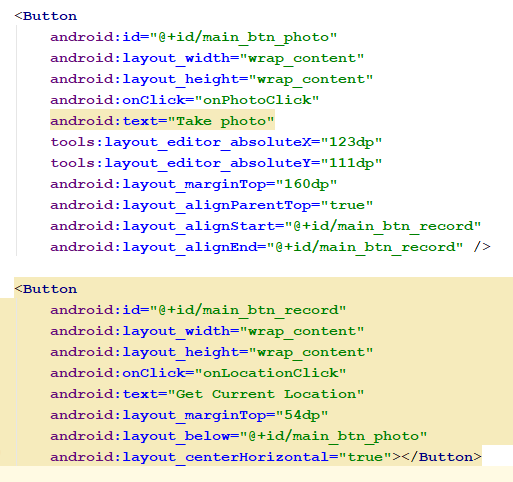 <Button
android:id="@+id/main_btn_photo"
android:layout_width="wrap_content"
android:layout_height="wrap_content"
android:onClick="onPhotoClick"
android:text="Take photo"
tools:layout_editor_absoluteX="123dp"
tools:layout_editor_absoluteY="111dp"
android:layout_marginTop="160dp"
android:layout_alignParentTop="true"
android:layout_alignStart="@+id/main_btn_record"
android:layout_alignEnd="@+id/main_btn_record" />
<Button
android:id="@+id/main_btn_record"
android:layout_width="wrap_content"
android:layout_height="wrap_content"
android:onClick="onLocationClick"
android:text="Get Current Location"
android:layout_marginTop="54dp"
android:layout_below="@+id/main_btn_photo"
android:layout_centerHorizontal="true"></Button>